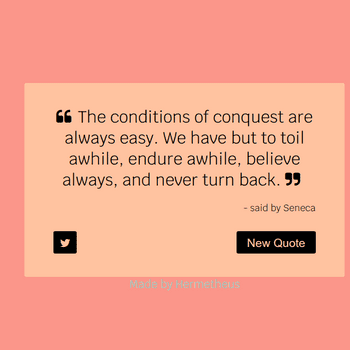 ❝ The conditions of conquest are
always easy. We have but to toil
awhile, endure awhile, believe
always, and never turn back. ❞
- said by Seneca
New Quote
Made by